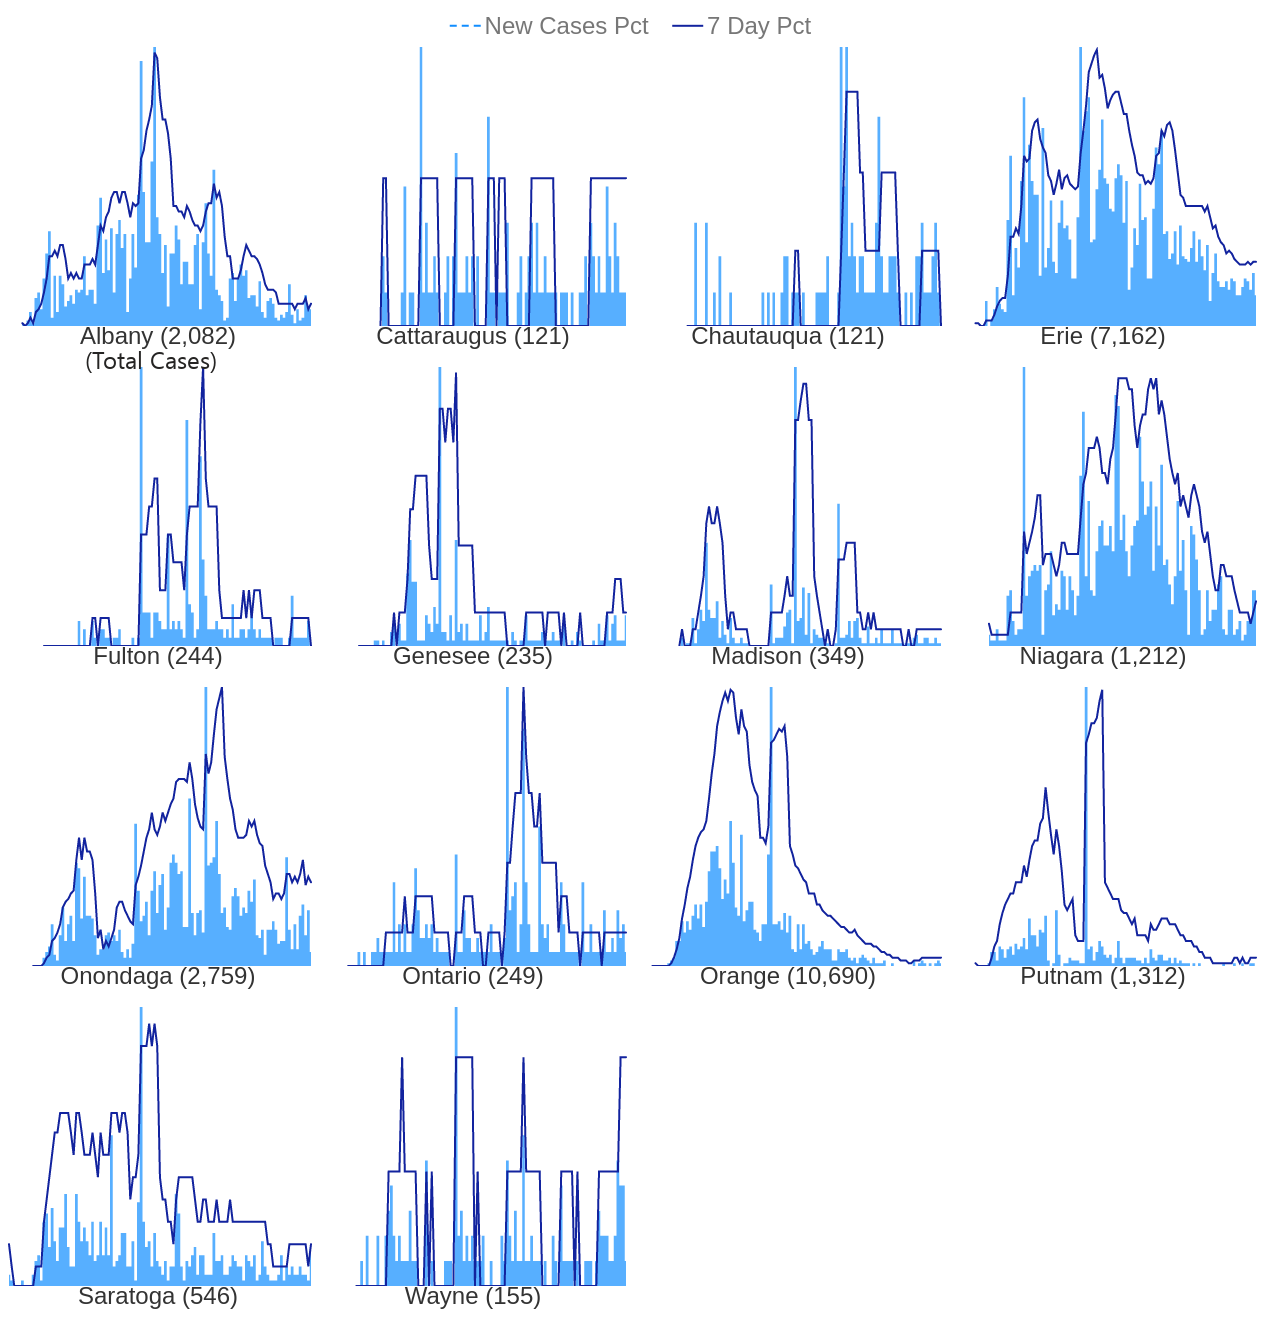 New Cases Pct 7 Day Pct
Albany (2,082) Cattaraugus (121) Chautauqua (121) Erie (7,162)
(Total Cases)
Fulton (244) Genesee (235) Madison (349) Niagara (1,212)
Onondaga (2,759) Ontario (249) Orange (10,690) Putnam (1,312)
Saratoga (546) Wayne (155)